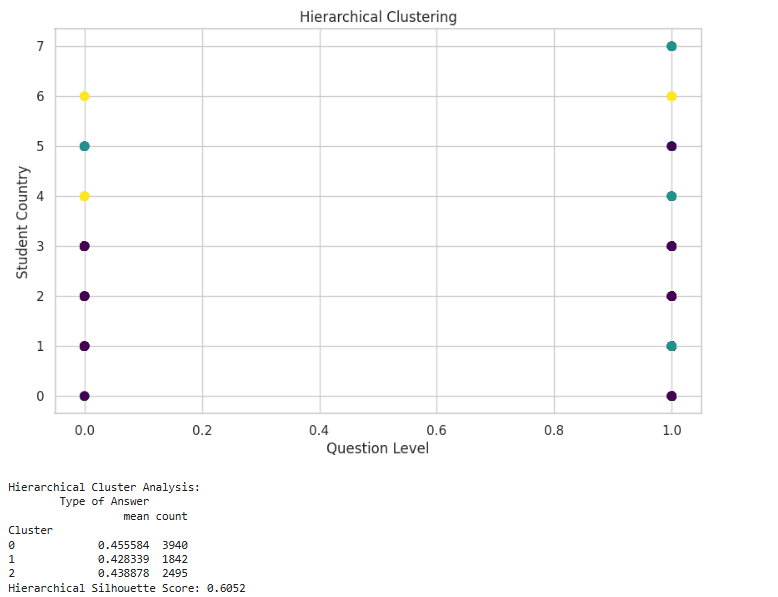 Hierarchical Clustering
7
6
5
4
3
2
1
0
Student Country
0.0 0.2 0.4 0.6 0.8 1.0
Question Level
Hierarchical Cluster Analysis:
Type of Answer
mean count
Cluster
0 0.455584 3940
1 0.428339 1842
2 0.438878 2495
Hierarchical Silhouette Score: 0.6052